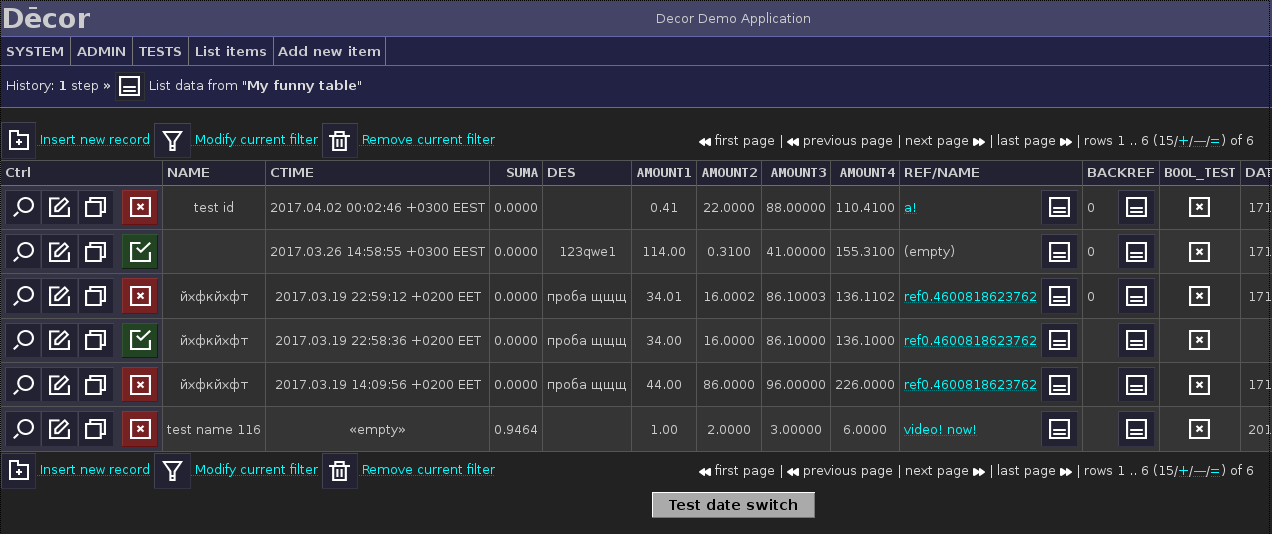 Dēcor
Decor Demo Application
SYSTEM ADMIN TESTS List items Add new item
History: 1 step » List data from "My funny table"
Insert new record Modify current filter Remove current filter first page | previous page | next page | last page | rows 1 .. 6 (15/+/—/=) of 6
Ctrl NAME CTIME SUMA DES AMOUNT1 AMOUNT2 AMOUNT3 AMOUNT4 REF/NAME BACKREF BOOL_TEST DAT
test id 2017.04.02 00:02:46 +0300 EEST 0.0000 0.41 22.0000 88.00000 110.4100 a! 0 171
2017.03.26 14:58:55 +0300 EEST 0.0000 123qwe1 114.00 0.3100 41.00000 155.3100 (empty) 0 171
йхфкйхфт 2017.03.19 22:59:12 +0200 EET 0.0000 проба щщщ 34.01 16.0002 86.10003 136.1102 ref0.4600818623762 0 171
йхфкйхфт 2017.03.19 22:58:36 +0200 EET 0.0000 проба щщщ 34.00 16.0000 86.10000 136.1000 ref0.4600818623762
йхфкйхфт 2017.03.19 14:09:56 +0200 EET 0.0000 проба щщщ 44.00 86.0000 96.00000 226.0000 ref0.4600818623762 171
test name 116 «empty» 0.9464 1.00 2.0000 3.00000 6.0000 video! now! 201
Insert new record Modify current filter Remove current filter first page | previous page | next page | last page | rows 1 .. 6 (15/+/—/=) of 6
Test date switch